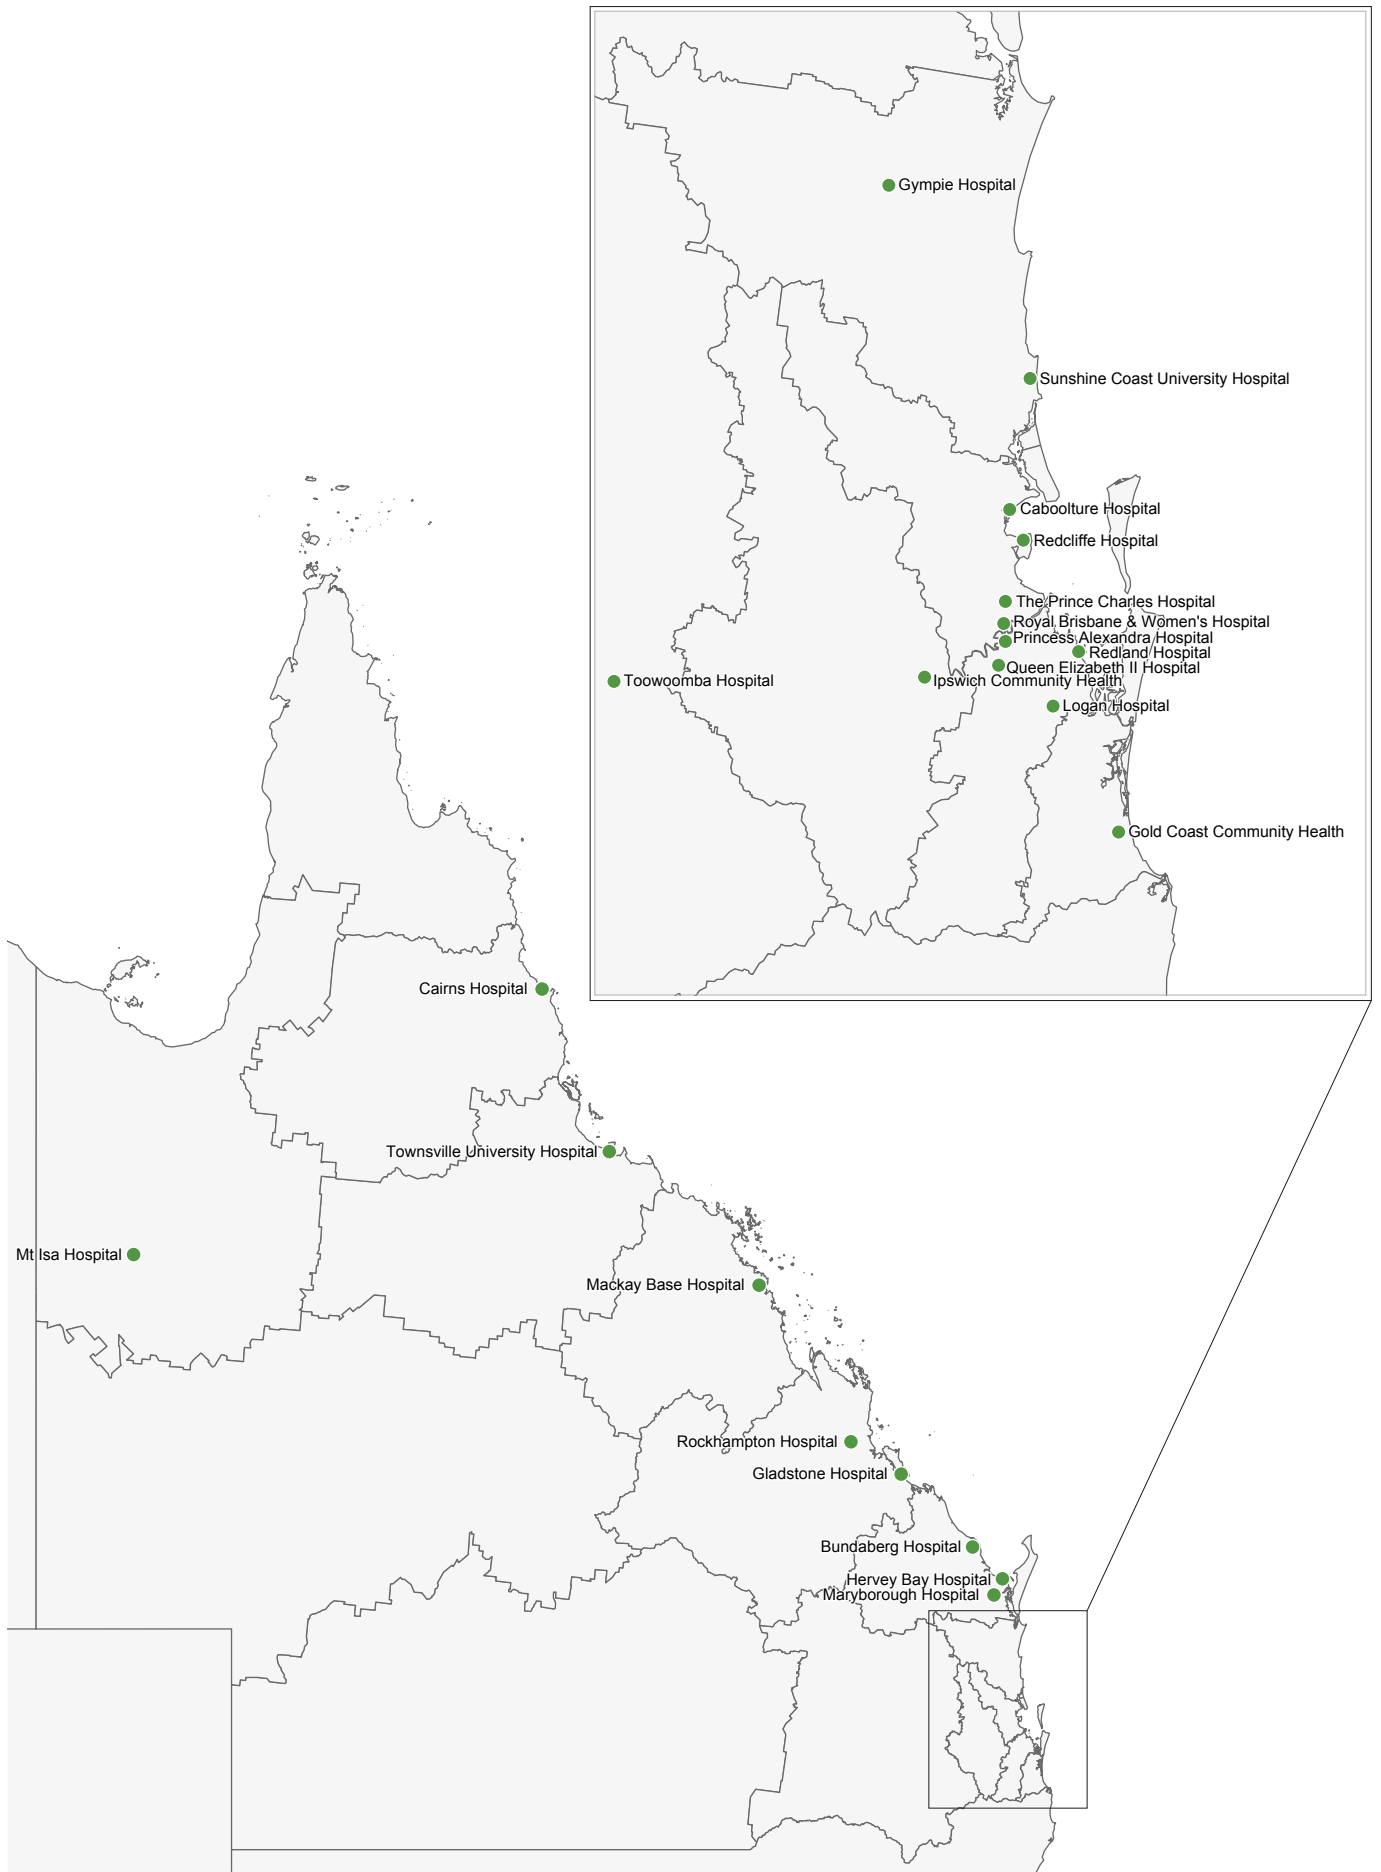 Gympie Hospital
Sunshine Coast University Hospital
Caboolture Hospital
Redcliffe Hospital
The Prince Charles Hospital
Royal Brisbane & Women's Hospital
Princess Alexandra Hospital
Redland Hospital
Queen Elizabeth II Hospital
Toowoomba Hospital
Ipswich Community Health
Logan Hospital
Gold Coast Community Health
Cairns Hospital
Townsville University Hospital
Mt Isa Hospital
Mackay Base Hospital
Rockhampton Hospital
Gladstone Hospital
Bundaberg Hospital
Hervey Bay Hospital
Maryborough Hospital